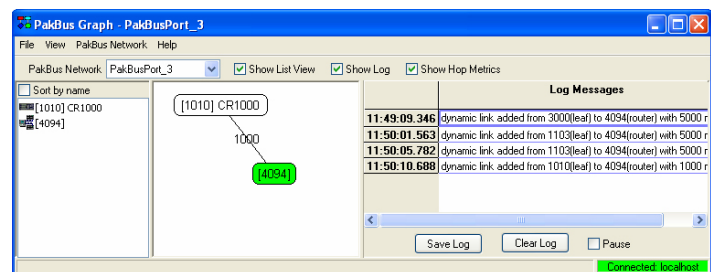 PakBus Graph - PakBusPort_3
File View PakBus Network Help
PakBus Network PakBusPort_3 Show List View Show Log Show Hop Metrics
Sort by name
[1010] CR1000
[4094]
[1010] CR1000
1000
[4094]
Log Messages
11:49:09.346 dynamic link added from 3000(leaf) to 4094(router) with 5000 r
11:50:01.563 dynamic link added from 1103(leaf) to 4094(router) with 5000 r
11:50:05.782 dynamic link added from 1103(leaf) to 4094(router) with 5000 r
11:50:10.688 dynamic link added from 1010(leaf) to 4094(router) with 1000 r
Save Log Clear Log Pause
Connected: localhost